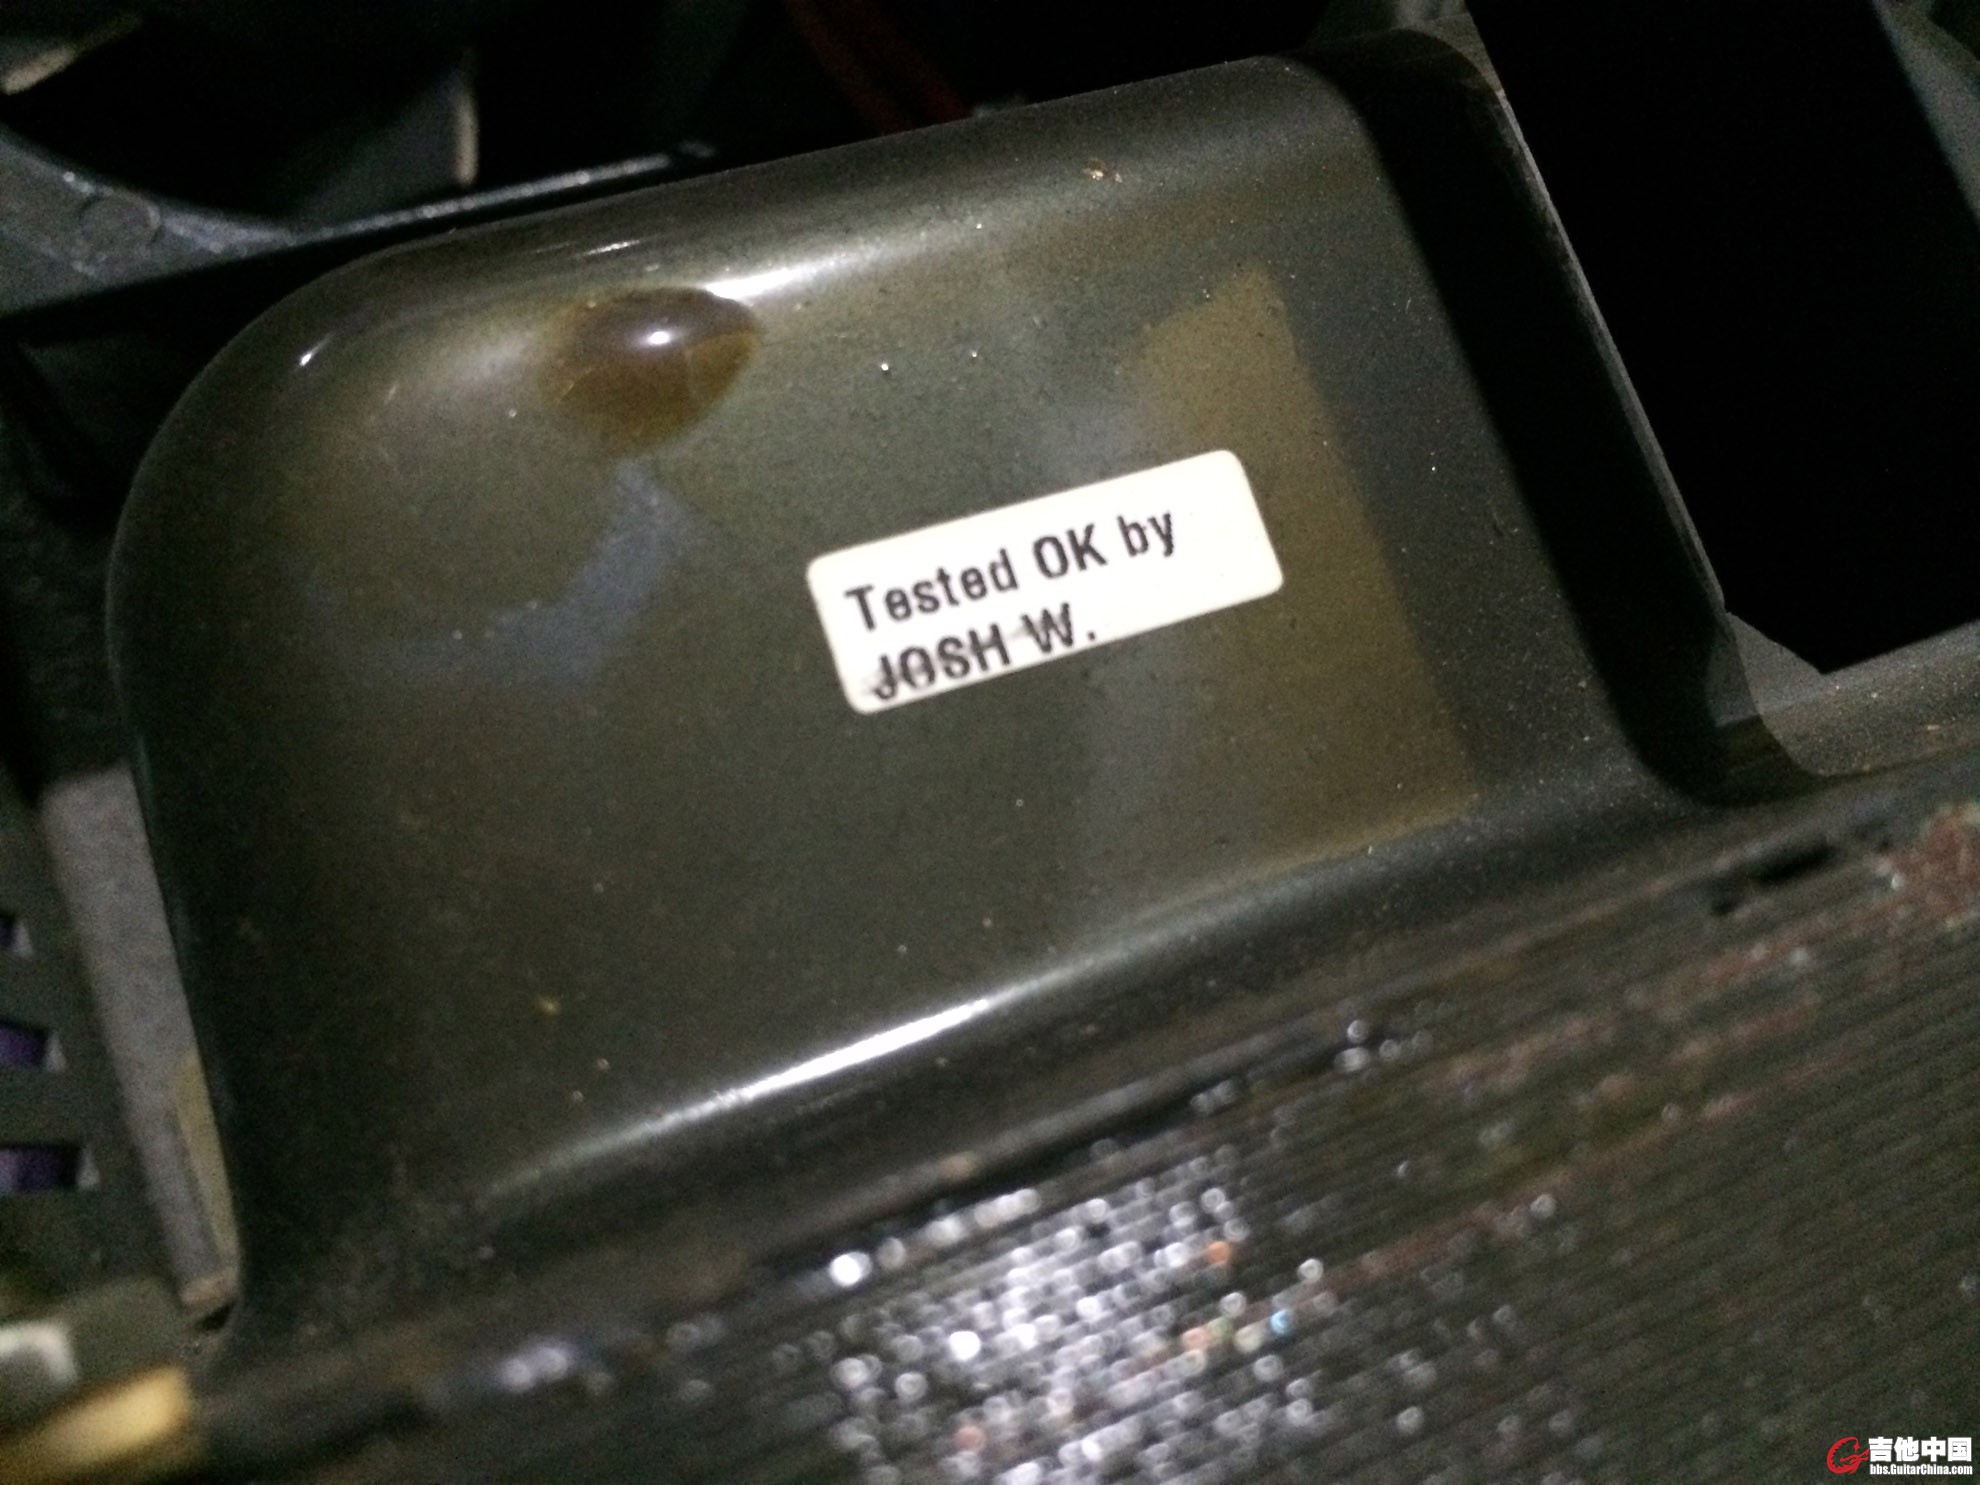 Tested OK by
JOSH W.
吉他中国
bbs.GuitarChina.com